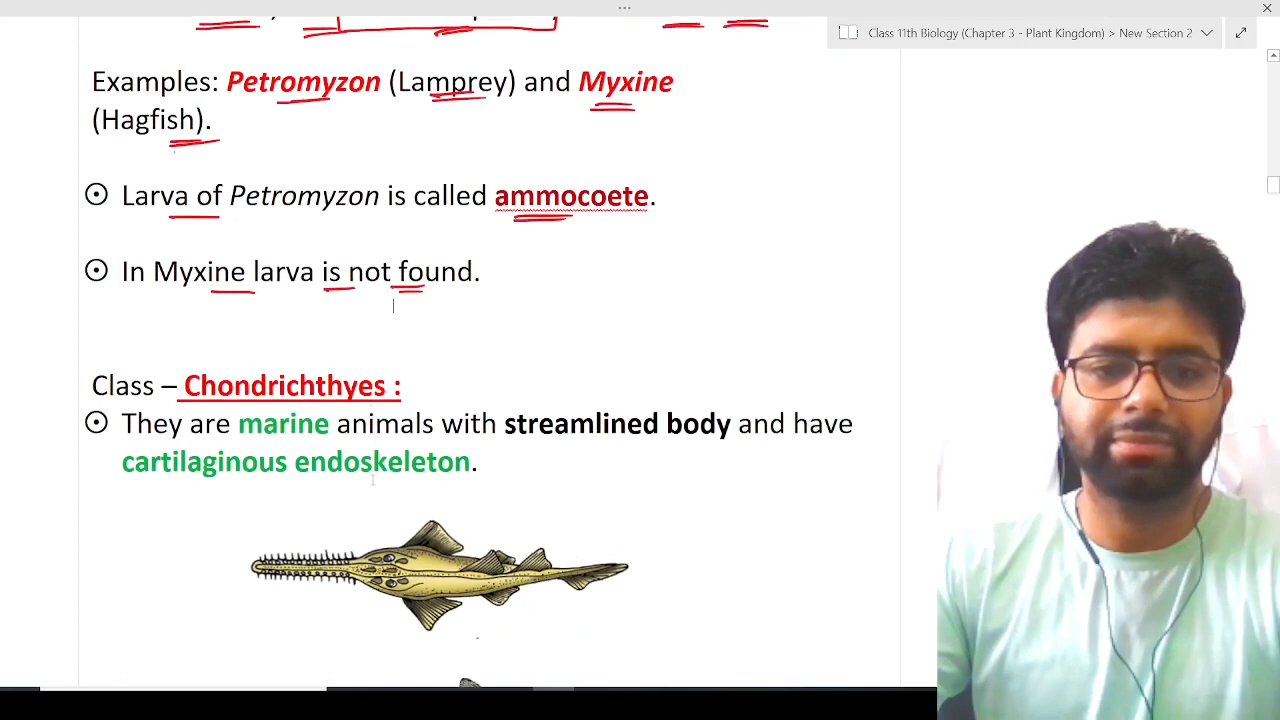 Class 11th Biology (Chapter 3 - Plant Kingdom) > New Section 2
Examples: Petromyzon (Lamprey) and Myxine
(Hagfish).
Larva of Petromyzon is called ammocoete.
In Myxine larva is not found.
Class – Chondrichthyes :
They are marine animals with streamlined body and have
cartilaginous endoskeleton.